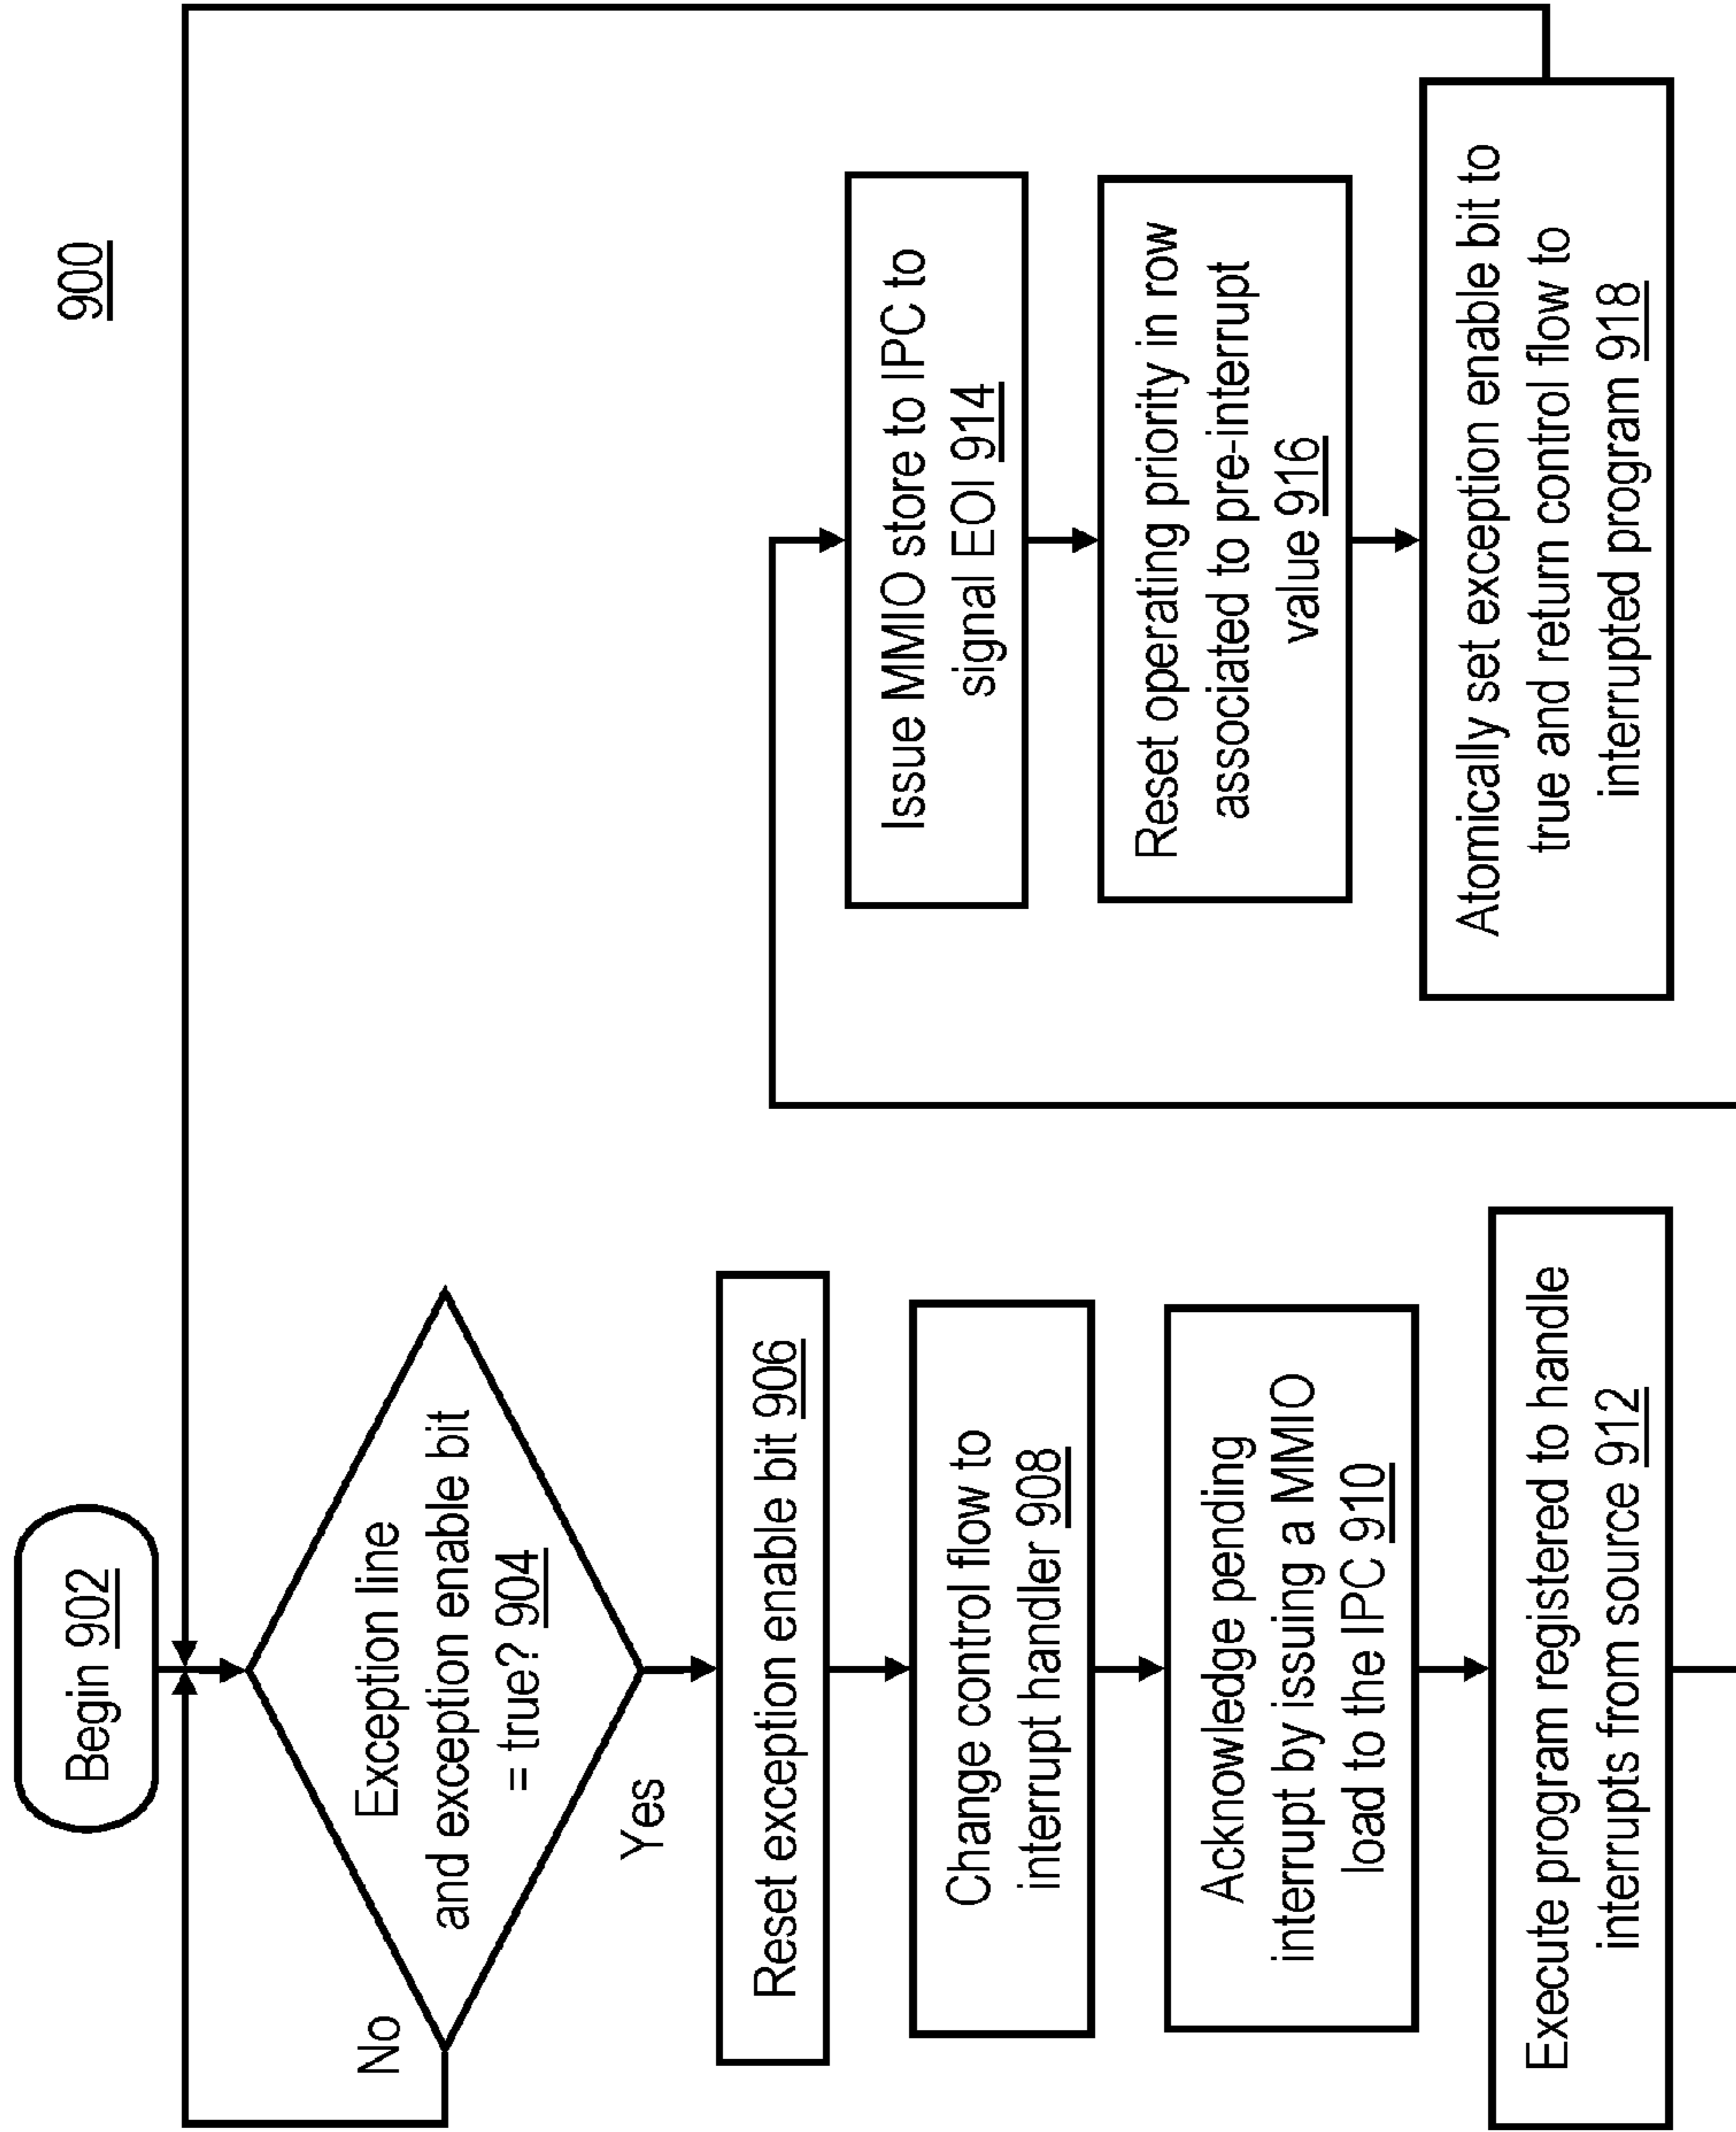 900
Begin 902
Exception line
and exception enable bit
= true? 904
No
Yes
Reset exception enable bit 906
Change control flow to
interrupt handler 908
Acknowledge pending
interrupt by issuing a MMIO
load to the IPC 910
Execute program registered to handle
interrupts from source 912
Issue MMIO store to IPC to
signal EOI 914
Reset operating priority in row
associated to pre-interrupt
value 916
Atomically set exception enable bit to
true and return control flow to
interrupted program 918